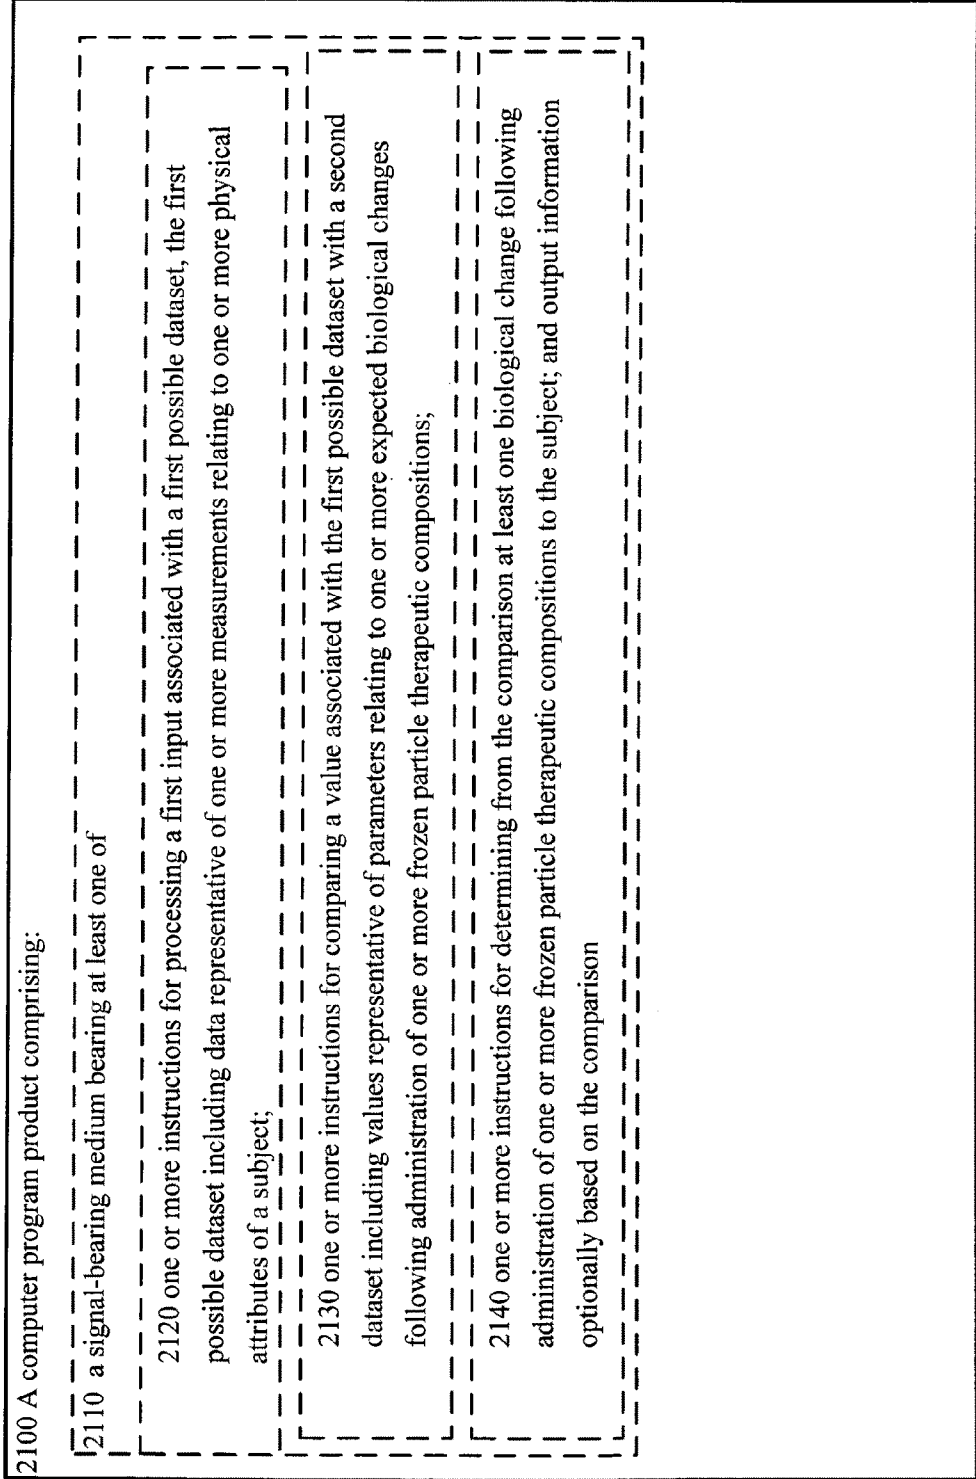 2100 A computer program product comprising:
2110 a signal-bearing medium bearing at least one of
2120 one or more instructions for processing a first input associated with a first possible dataset, the first
possible dataset including data representative of one or more measurements relating to one or more physical
attributes of a subject;
2130 one or more instructions for comparing a value associated with the first possible dataset with a second
dataset including values representative of parameters relating to one or more expected biological changes
following administration of one or more frozen particle therapeutic compositions;
2140 one or more instructions for determining from the comparison at least one biological change following
administration of one or more frozen particle therapeutic compositions to the subject; and output information
optionally based on the comparison